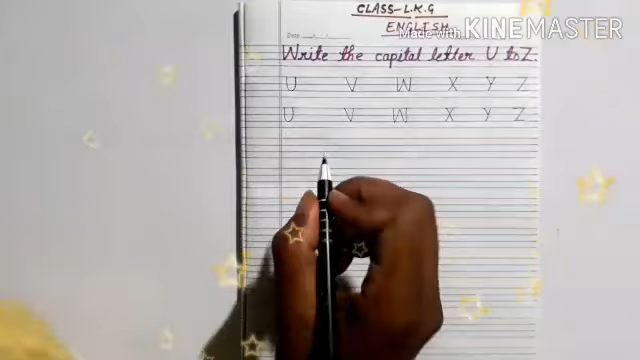 CLASS-L.K.G
ENGLISH
Made with KINEMASTER
Date
Write the capital letter U to Z.
U V W X Y Z
U V W X Y Z